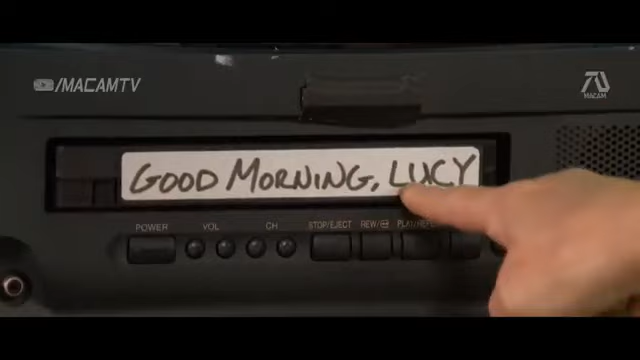 /MACAMTV
MACAM
GOOD MORNING, LUCY
POWER
VOL
CH
STOP/EJECT
REW/